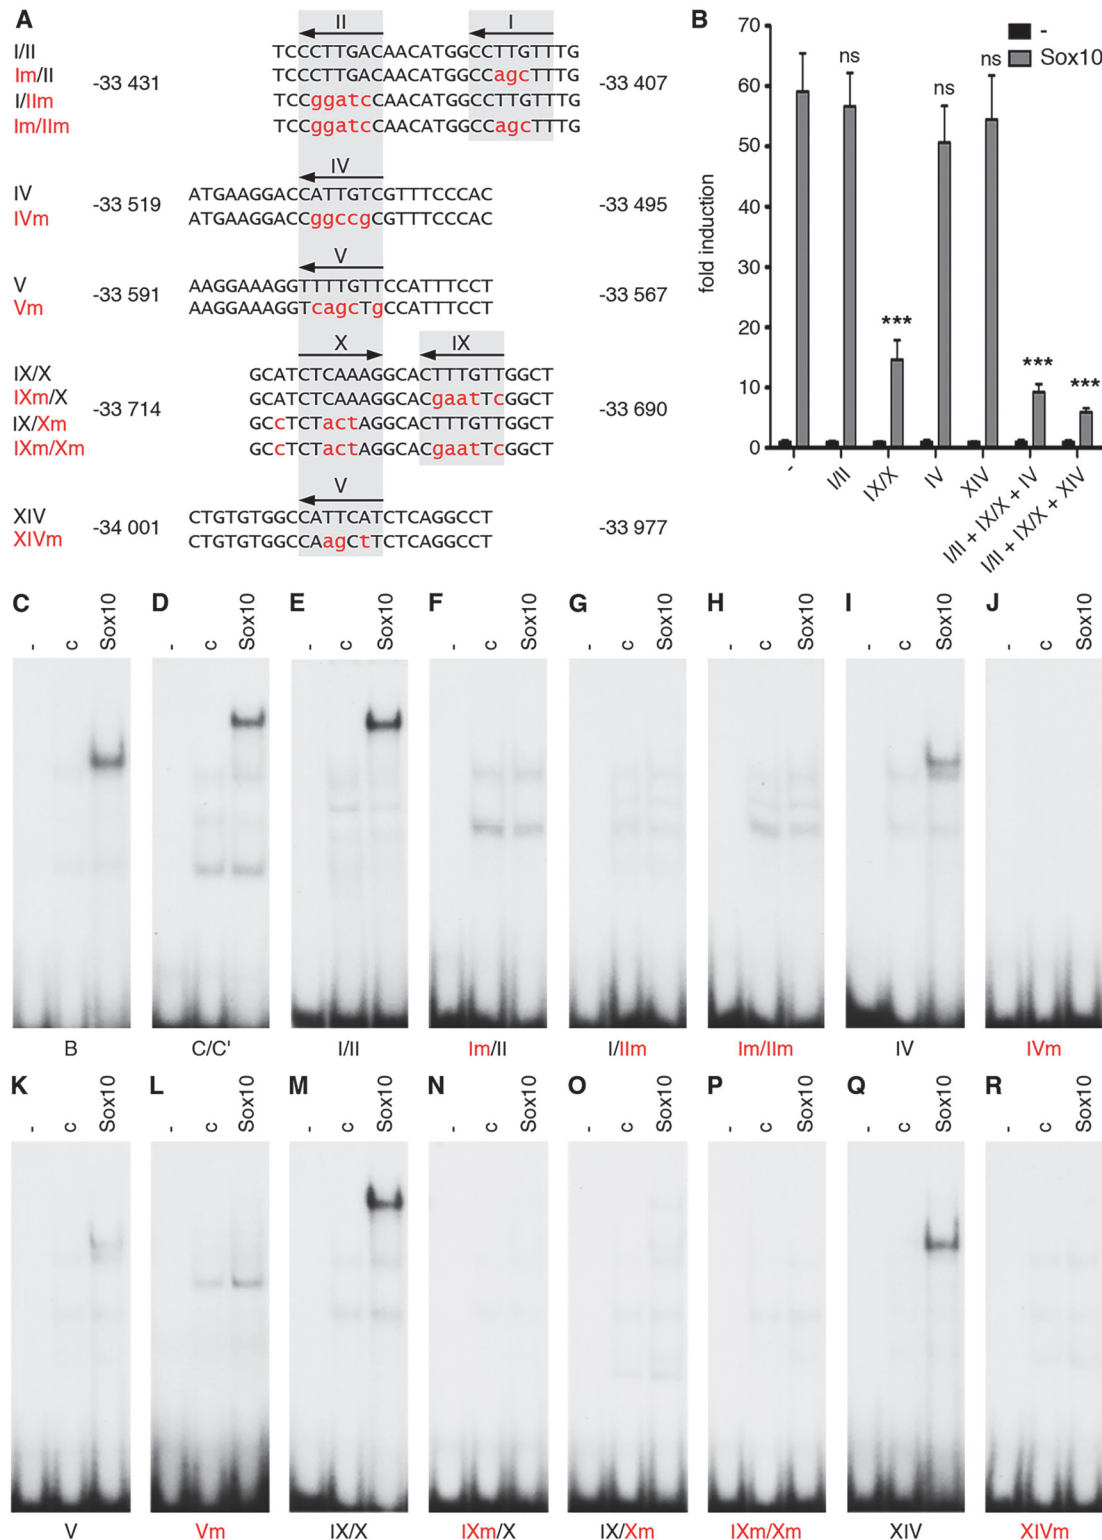 A
II I
I/II TCCCTTGACAACATGGCCTTGTTTG
Im/II -33 431 TCCCTTGACAACATGGCCagcTTTG -33 407
I/IIm TCCggatcCAACATGGCCTTGTTTG
Im/IIm TCCggatcCAACATGGCCagcTTTG
IV
IV -33 519 ATGAAGGACCATTGTCGTTTCCCAC -33 495
IVm ATGAAGGACCggccgCGTTTCCCAC
V
V -33 591 AAGGAAAGGTTTTGTTCCATTTCCT -33 567
Vm AAGGAAAGGTcagcTgCCATTTCCT
X IX
IX/X GCATCTCAAAGGCACTTTGTTGGCT
IXm/X -33 714 GCATCTCAAAGGCACgaatTcGGCT -33 690
IX/Xm GCcTCTactAGGCACTTTGTTGGCT
IXm/Xm GCcTCTactAGGCACgaatTcGGCT
V
XIV -34 001 CTGTGTGGCCATTCATCTCAGGCCT -33 977
XIVm CTGTGTGGCCAagCtTCTCAGGCCT
B
- 
Sox10
fold induction
70
60
50
40
30
20
10
0
ns
***
ns
ns
***
***
-
I/II
IX/X
IV
XIV
I/II + IX/X + IV
I/II + IX/X + XIV
C D E F G H I J
- c Sox10 - c Sox10 - c Sox10 - c Sox10 - c Sox10 - c Sox10 - c Sox10 - c Sox10
B C/C' I/II Im/II I/IIm Im/IIm IV IVm
K L M N O P Q R
- c Sox10 - c Sox10 - c Sox10 - c Sox10 - c Sox10 - c Sox10 - c Sox10 - c Sox10
V Vm IX/X IXm/X IX/Xm IXm/Xm XIV XIVm